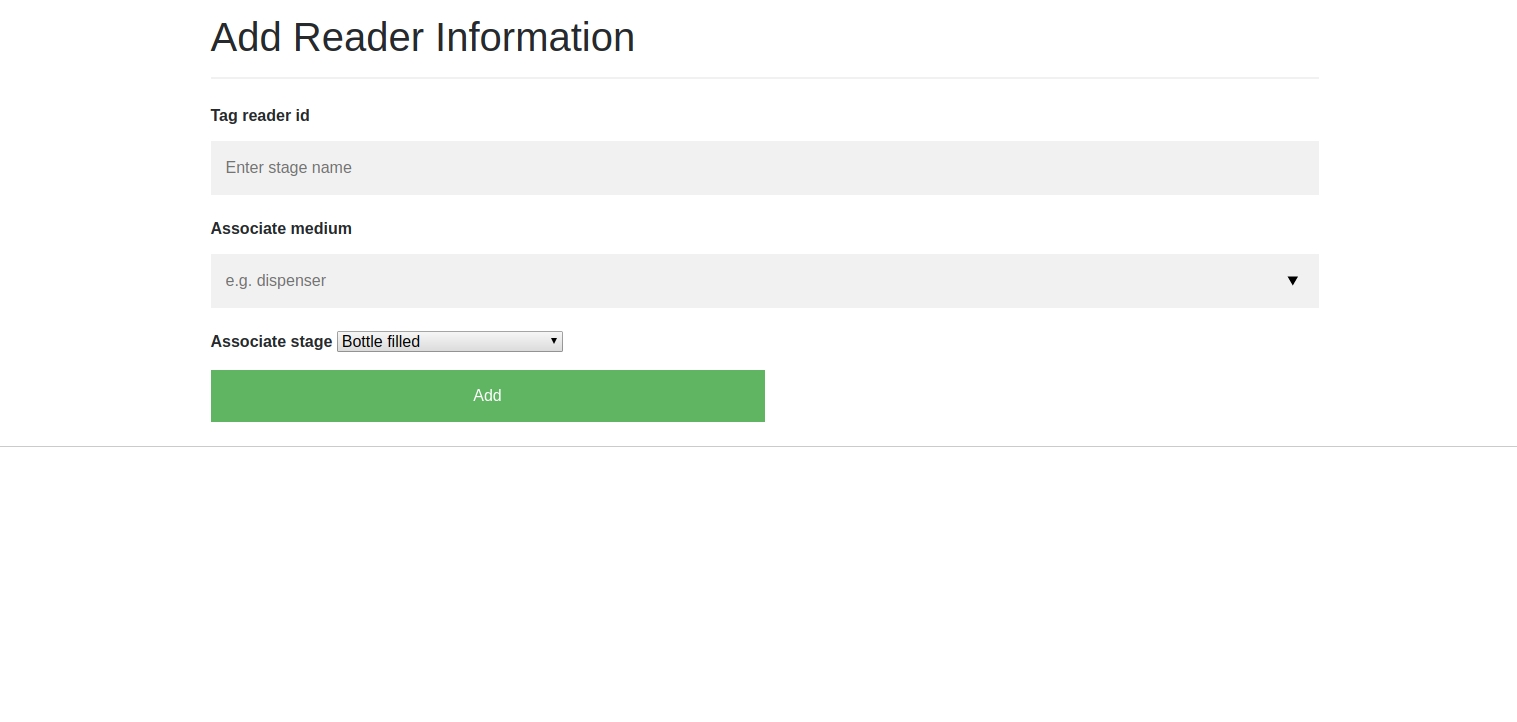 Add Reader Information
Tag reader id
Enter stage name
Associate medium
e.g. dispenser
Associate stage Bottle filled
Add